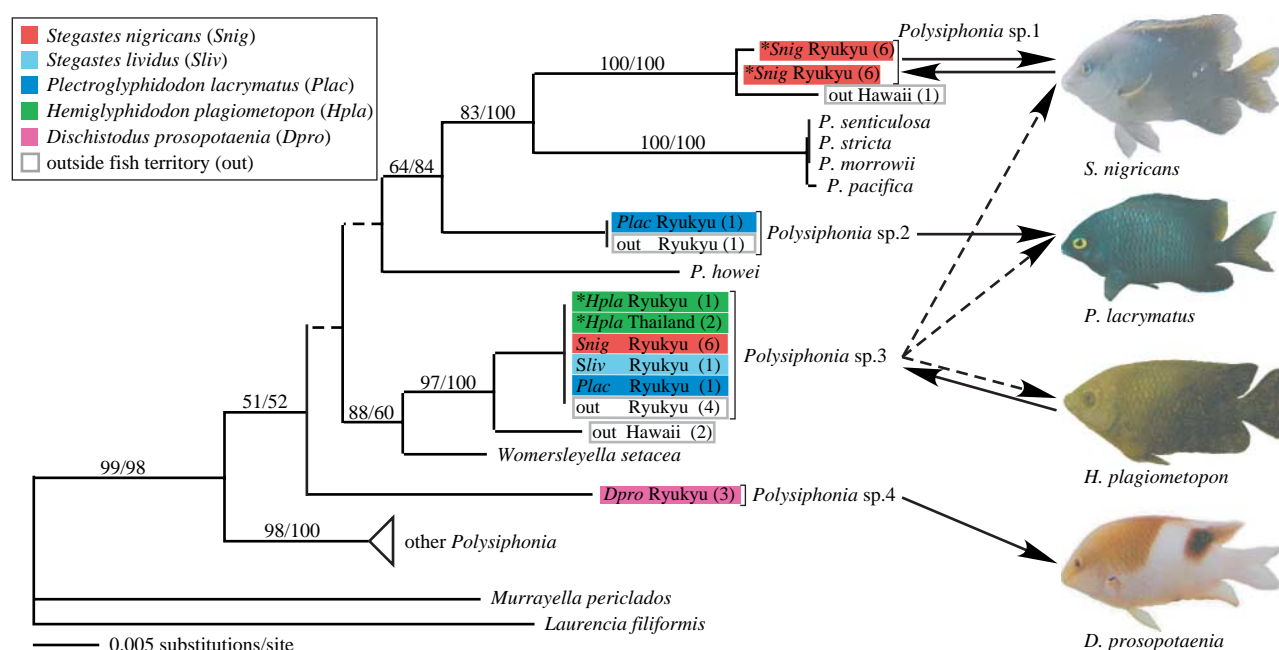 Stegastes nigricans (Snig)
Stegastes lividus (Sliv)
Plectroglyphidodon lacrymatus (Plac)
Hemiglyphidodon plagiometopon (Hpla)
Dischistodus prosopotaenia (Dpro)
outside fish territory (out)
Polysiphonia sp.1
*Snig Ryukyu (6)
100/100
*Snig Ryukyu (6)
out Hawaii (1)
83/100
P. senticulosa
100/100
P. stricta
P. morrowii
P. pacifica
S. nigricans
64/84
Plac Ryukyu (1)
out Ryukyu (1)
Polysiphonia sp.2
P. howei
P. lacrymatus
*Hpla Ryukyu (1)
*Hpla Thailand (2)
Snig Ryukyu (6)
Sliv Ryukyu (1)
Plac Ryukyu (1)
out Ryukyu (4)
Polysiphonia sp.3
97/100
88/60
out Hawaii (2)
Womersleyella setacea
51/52
99/98
H. plagiometopon
Dpro Ryukyu (3)
Polysiphonia sp.4
98/100
other Polysiphonia
Murrayella periclados
Laurencia filiformis
D. prosopotaenia
0.005 substitutions/site